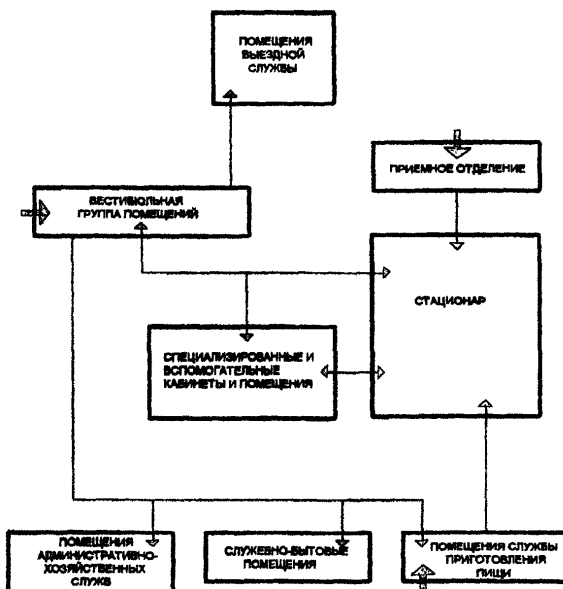 ПОМЕЩЕНИЯ
ВЫЕЗДНОЙ
СЛУЖБЫ
ПРИЕМНОЕ ОТДЕЛЕНИЕ
ВЕСТИБЮЛЬНАЯ
ГРУППА ПОМЕЩЕНИЙ
СТАЦИОНАР
СПЕЦИАЛИЗИРОВАННЫЕ И
ВСПОМОГАТЕЛЬНЫЕ
КАБИНЕТЫ И ПОМЕЩЕНИЯ
ПОМЕЩЕНИЯ
АДМИНИСТРАТИВНО-
ХОЗЯЙСТВЕННЫХ
СЛУЖБ
СЛУЖЕБНО-БЫТОВЫЕ
ПОМЕЩЕНИЯ
ПОМЕЩЕНИЯ СЛУЖБЫ
ПРИГОТОВЛЕНИЯ
ПИЩИ